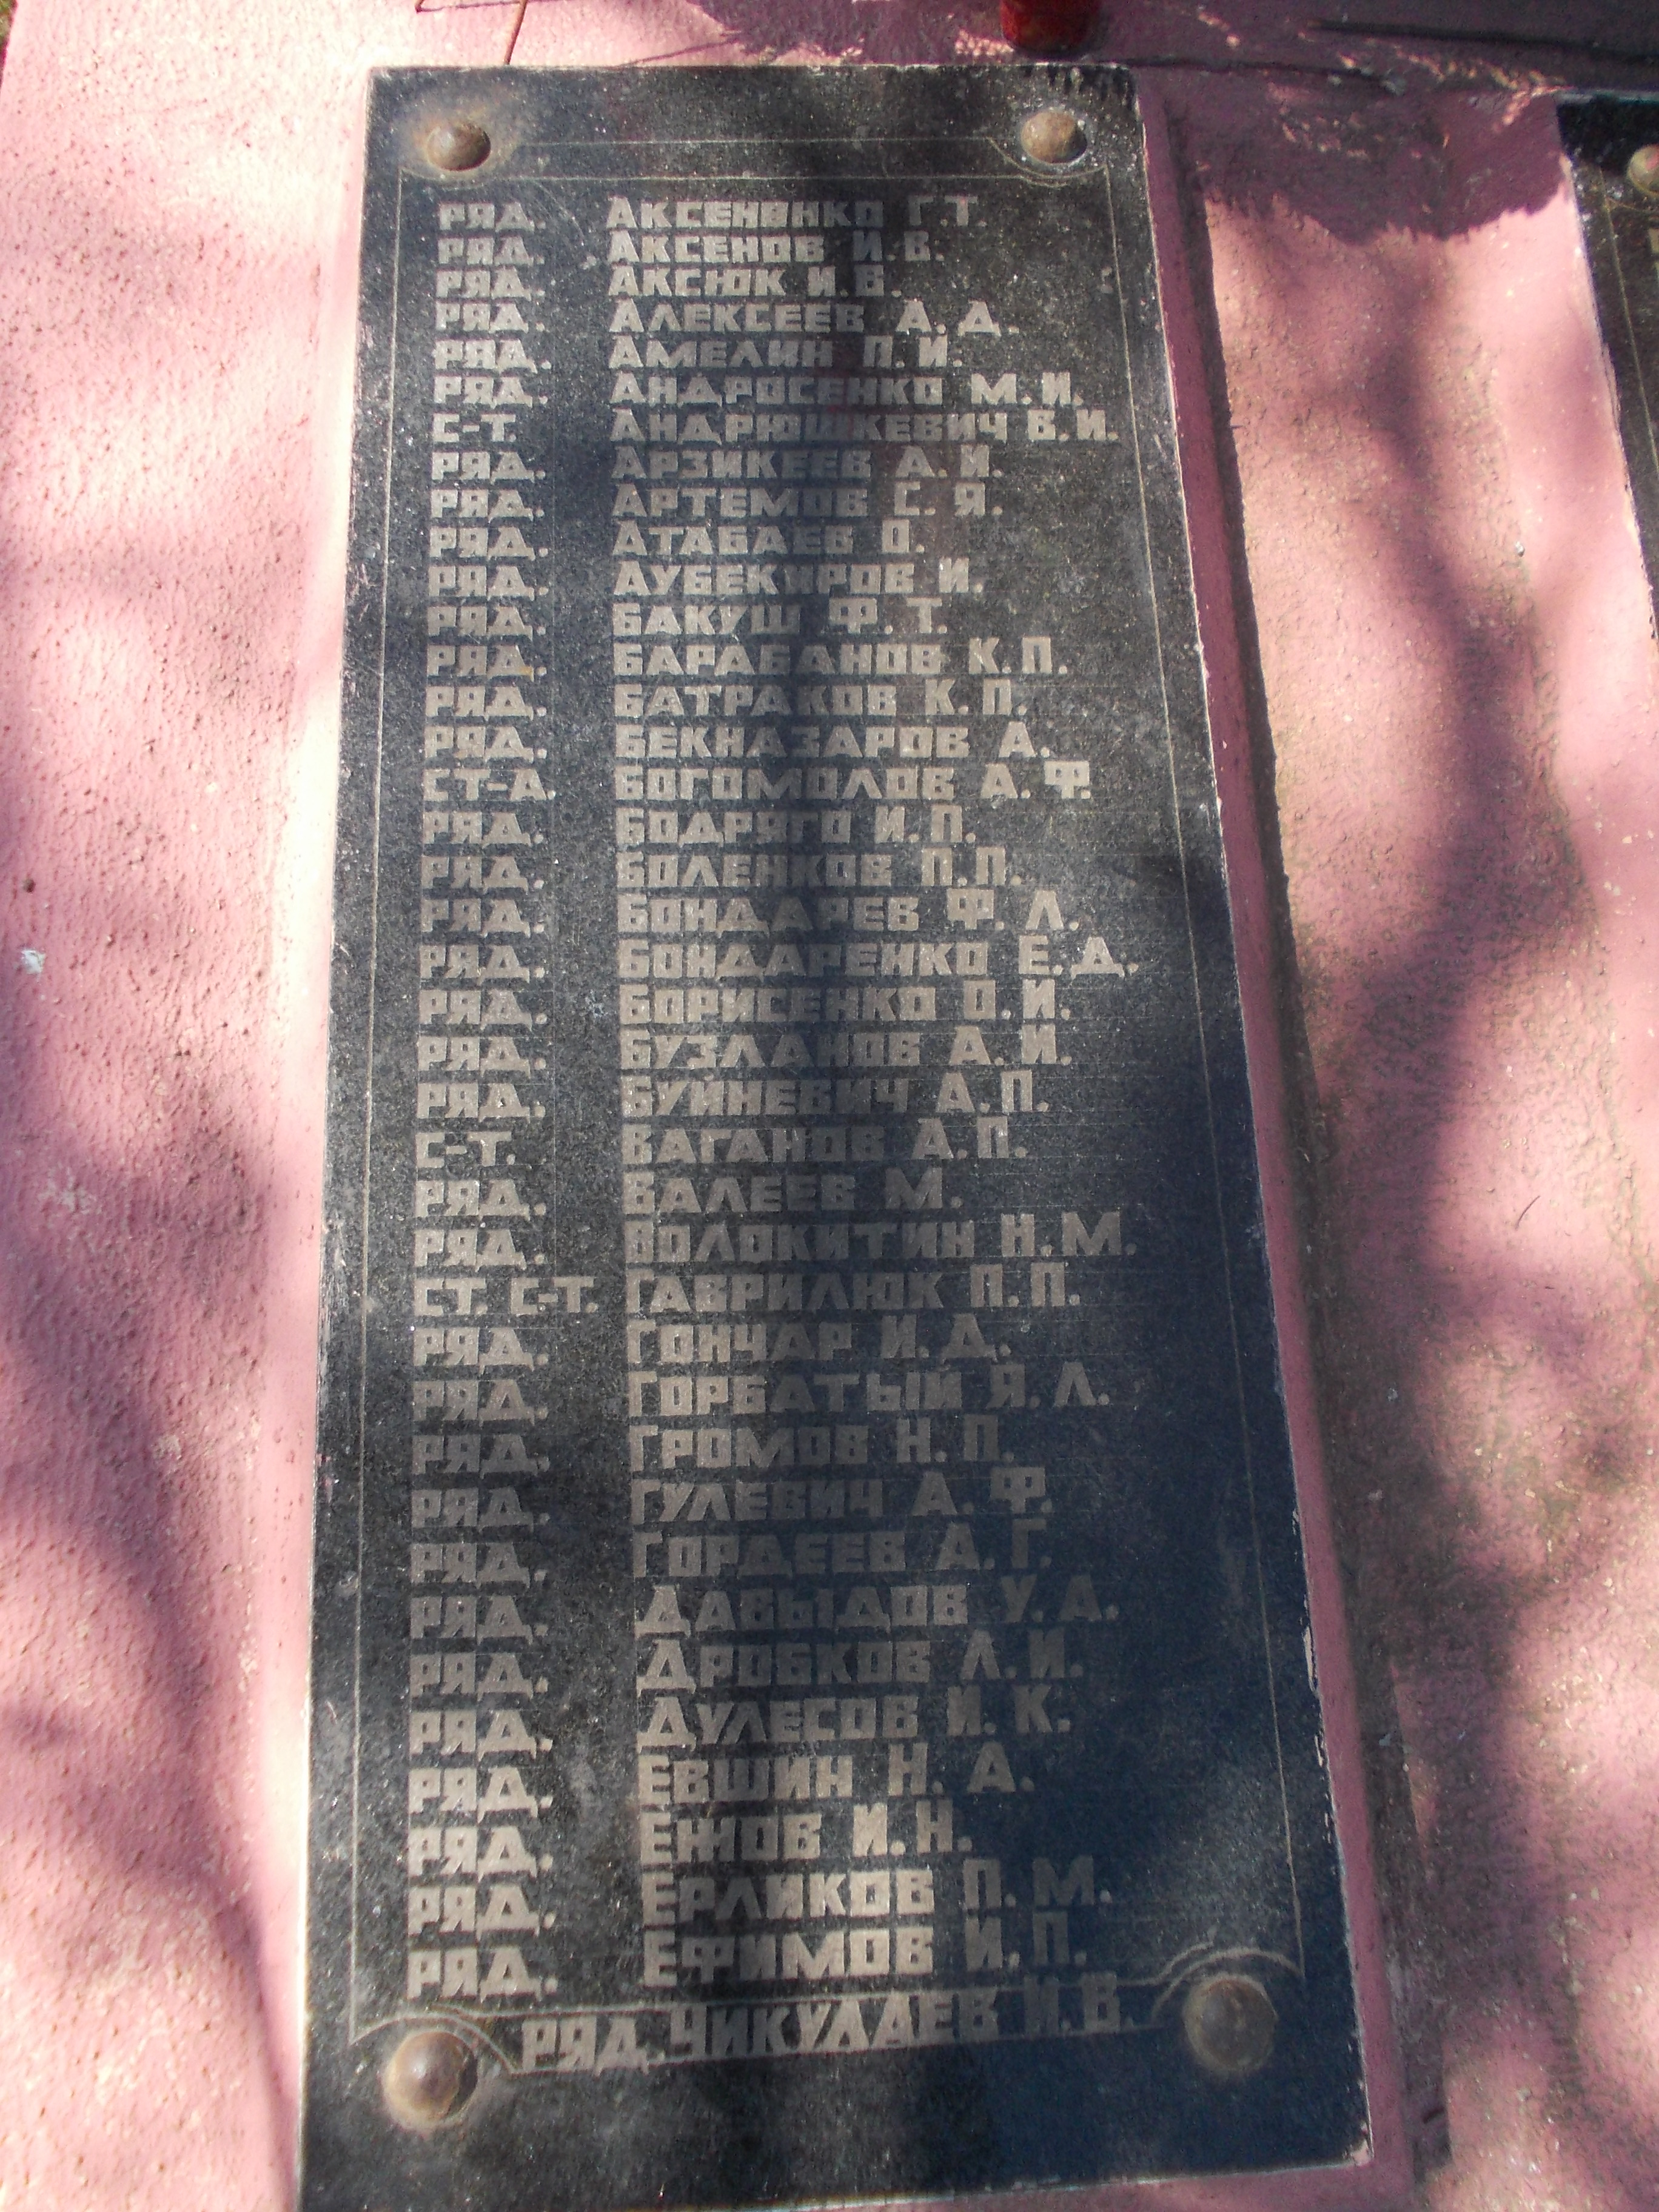 РЯД. АКСЕНЕНКО Г.Т.
РЯД. АКСЕНОВ И.В.
РЯД. АКСЮК И.В.
РЯД. АЛЕКСЕЕВ А.Д.
РЯД. АМЕЛИН П.И.
РЯД. АНДРОСЕНКО М.И.
С-Т. АНДРЮШКЕВИЧ В.И.
РЯД. АРЗИКЕЕВ А.И.
РЯД. АРТЕМОВ С.Я.
РЯД. АТАБАЕВ О.
РЯД. АУБЕКИРОВ И.
РЯД. БАКУШ Ф.Т.
РЯД. БАРАБАНОВ К.П.
РЯД. БАТРАКОВ К.П.
РЯД. БЕКНАЗАРОВ А.
СТ-А. БОГОМОЛОВ А.Ф.
РЯД. БОДРЯГО И.П.
РЯД. БОЛЕНКОВ П.П.
РЯД. БОНДАРЕВ Ф.Л.
РЯД. БОНДАРЕНКО Е.Д.
РЯД. БОРИСЕНКО О.И.
РЯД. БУЗЛАНОВ А.И.
РЯД. БУЙНЕВИЧ А.П.
С-Т. ВАГАНОВ А.П.
РЯД. ВАЛЕЕВ М.
РЯД. ВОЛОКИТИН Н.М.
СТ. С-Т. ГАВРИЛЮК П.П.
РЯД. ГОНЧАР И.Д.
РЯД. ГОРБАТЫЙ Я.Л.
РЯД. ГРОМОВ Н.П.
РЯД. ГУЛЕВИЧ А.Ф.
РЯД. ГОРДЕЕВ А.Г.
РЯД. ДАВЫДОВ У.А.
РЯД. ДРОБКОВ Л.И.
РЯД. ДУЛЕСОВ И.К.
РЯД. ЕВШИН Н.А.
РЯД. ЕЖОВ И.Н.
РЯД. ЕРЛИКОВ П.М.
РЯД. ЕФИМОВ И.П.
РЯД. ЧИКУЛАЕВ И.В.